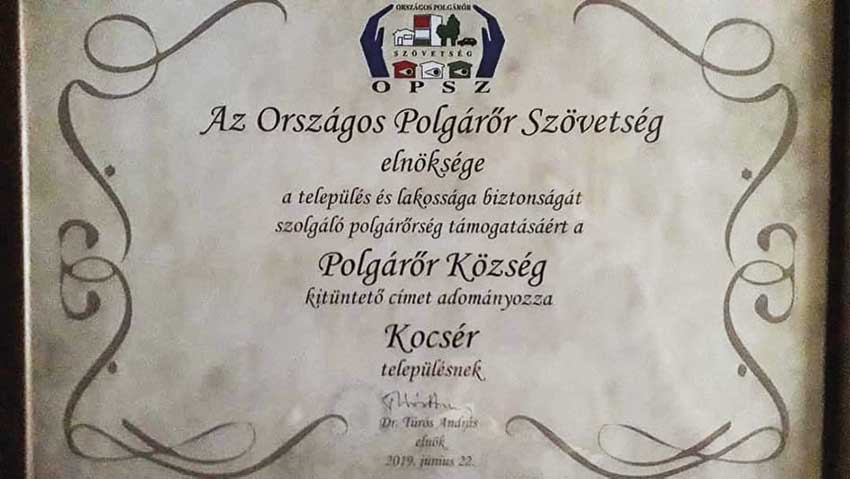 ORSZÁGOS POLGÁRŐR
SZÖVETSÉG
OPSZ
Az Országos Polgárőr Szövetség
elnöksége
a település és lakossága biztonságát
szolgáló polgárőrség támogatásáért a
Polgárőr Község
kitüntető címet adományozza
Kocsér
településnek
Dr. Túrós András
elnök
2019. június 22.